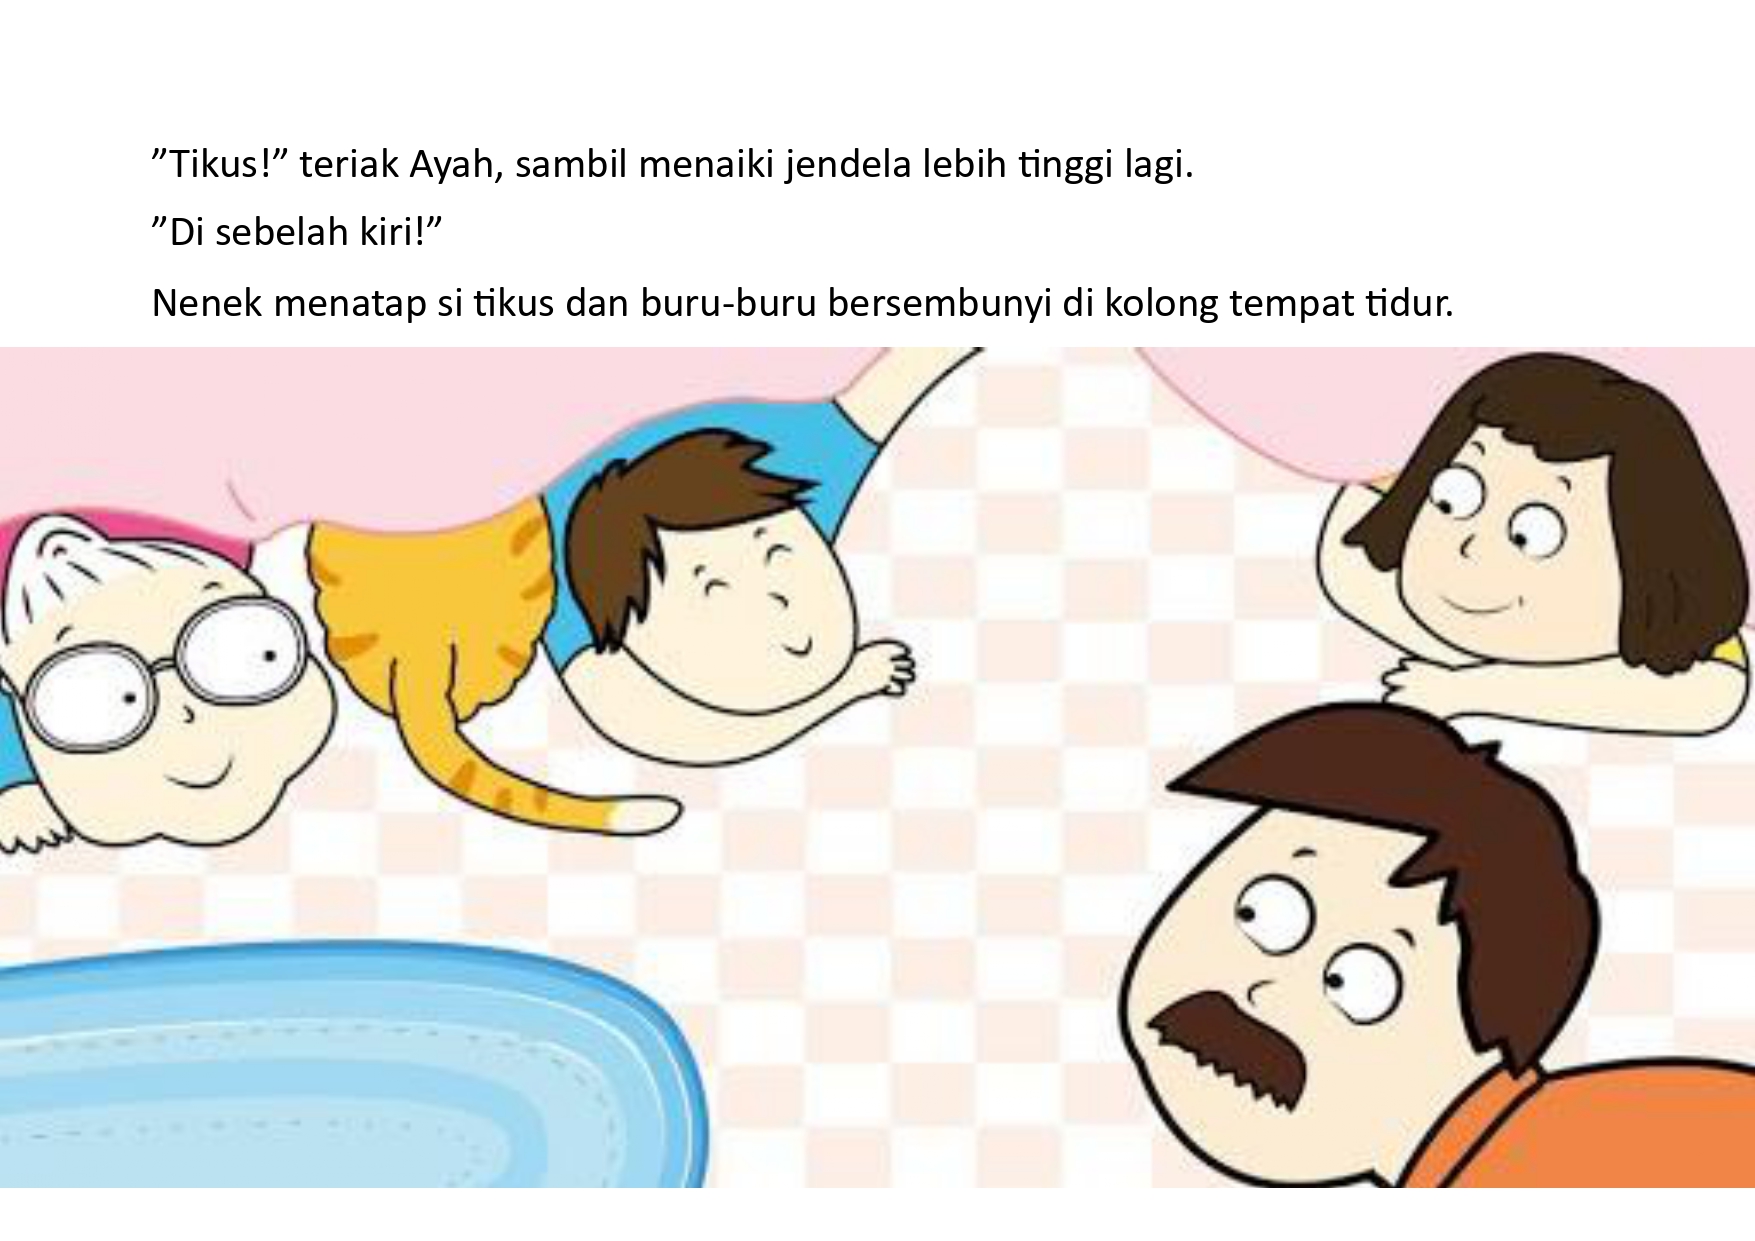 ”Tikus!” teriak Ayah, sambil menaiki jendela lebih tinggi lagi.
”Di sebelah kiri!”
Nenek menatap si tikus dan buru-buru bersembunyi di kolong tempat tidur.